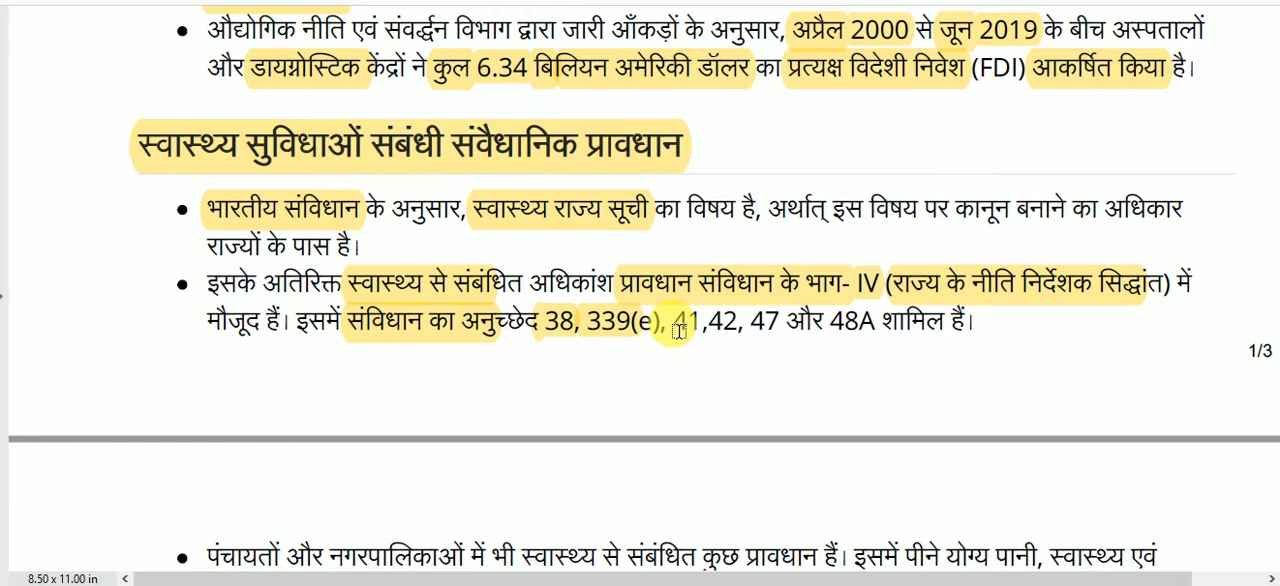 औद्योगिक नीति एवं संवर्द्धन विभाग द्वारा जारी आँकड़ों के अनुसार, अप्रैल 2000 से जून 2019 के बीच अस्पतालों
और डायग्नोस्टिक केंद्रों ने कुल 6.34 बिलियन अमेरिकी डॉलर का प्रत्यक्ष विदेशी निवेश (FDI) आकर्षित किया है।
स्वास्थ्य सुविधाओं संबंधी संवैधानिक प्रावधान
भारतीय संविधान के अनुसार, स्वास्थ्य राज्य सूची का विषय है, अर्थात् इस विषय पर कानून बनाने का अधिकार
राज्यों के पास है।
इसके अतिरिक्त स्वास्थ्य से संबंधित अधिकांश प्रावधान संविधान के भाग- IV (राज्य के नीति निर्देशक सिद्धांत) में
मौजूद हैं। इसमें संविधान का अनुच्छेद 38, 339(e), 41,42, 47 और 48A शामिल हैं।
1/3
पंचायतों और नगरपालिकाओं में भी स्वास्थ्य से संबंधित कुछ प्रावधान हैं। इसमें पीने योग्य पानी, स्वास्थ्य एवं
8.50 x 11.00 in